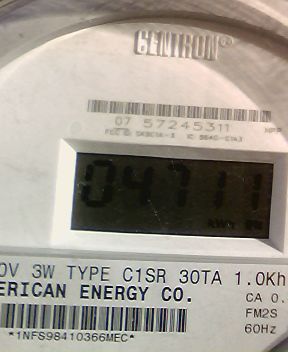 CENTRON®
07 57245311
04711
0V 3W TYPE C1SR 30TA 1.0Kh
ERICAN ENERGY CO.
CA 0.
FM2S
60Hz
*1NFS98410366MEC*